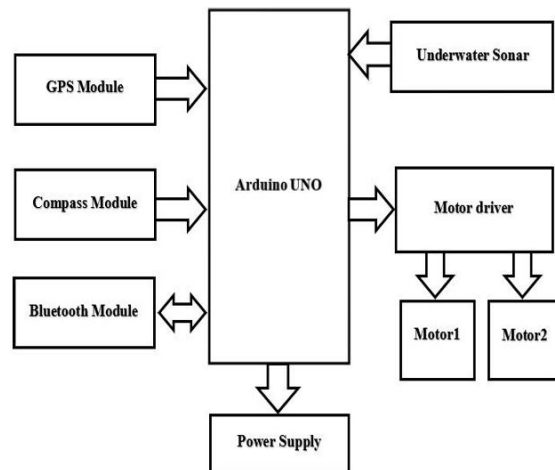 GPS Module
Underwater Sonar
Arduino UNO
Compass Module
Motor driver
Bluetooth Module
Motor1
Motor2
Power Supply